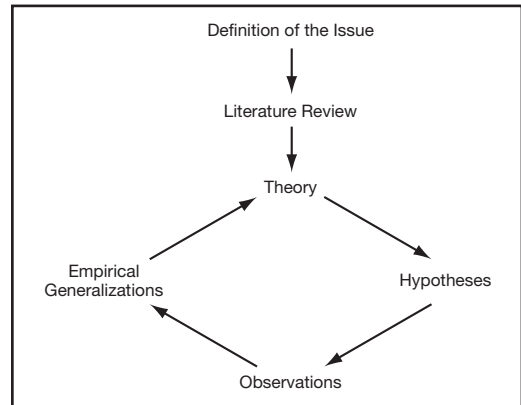 Definition of the Issue
Literature Review
Theory
Empirical
Generalizations
Hypotheses
Observations